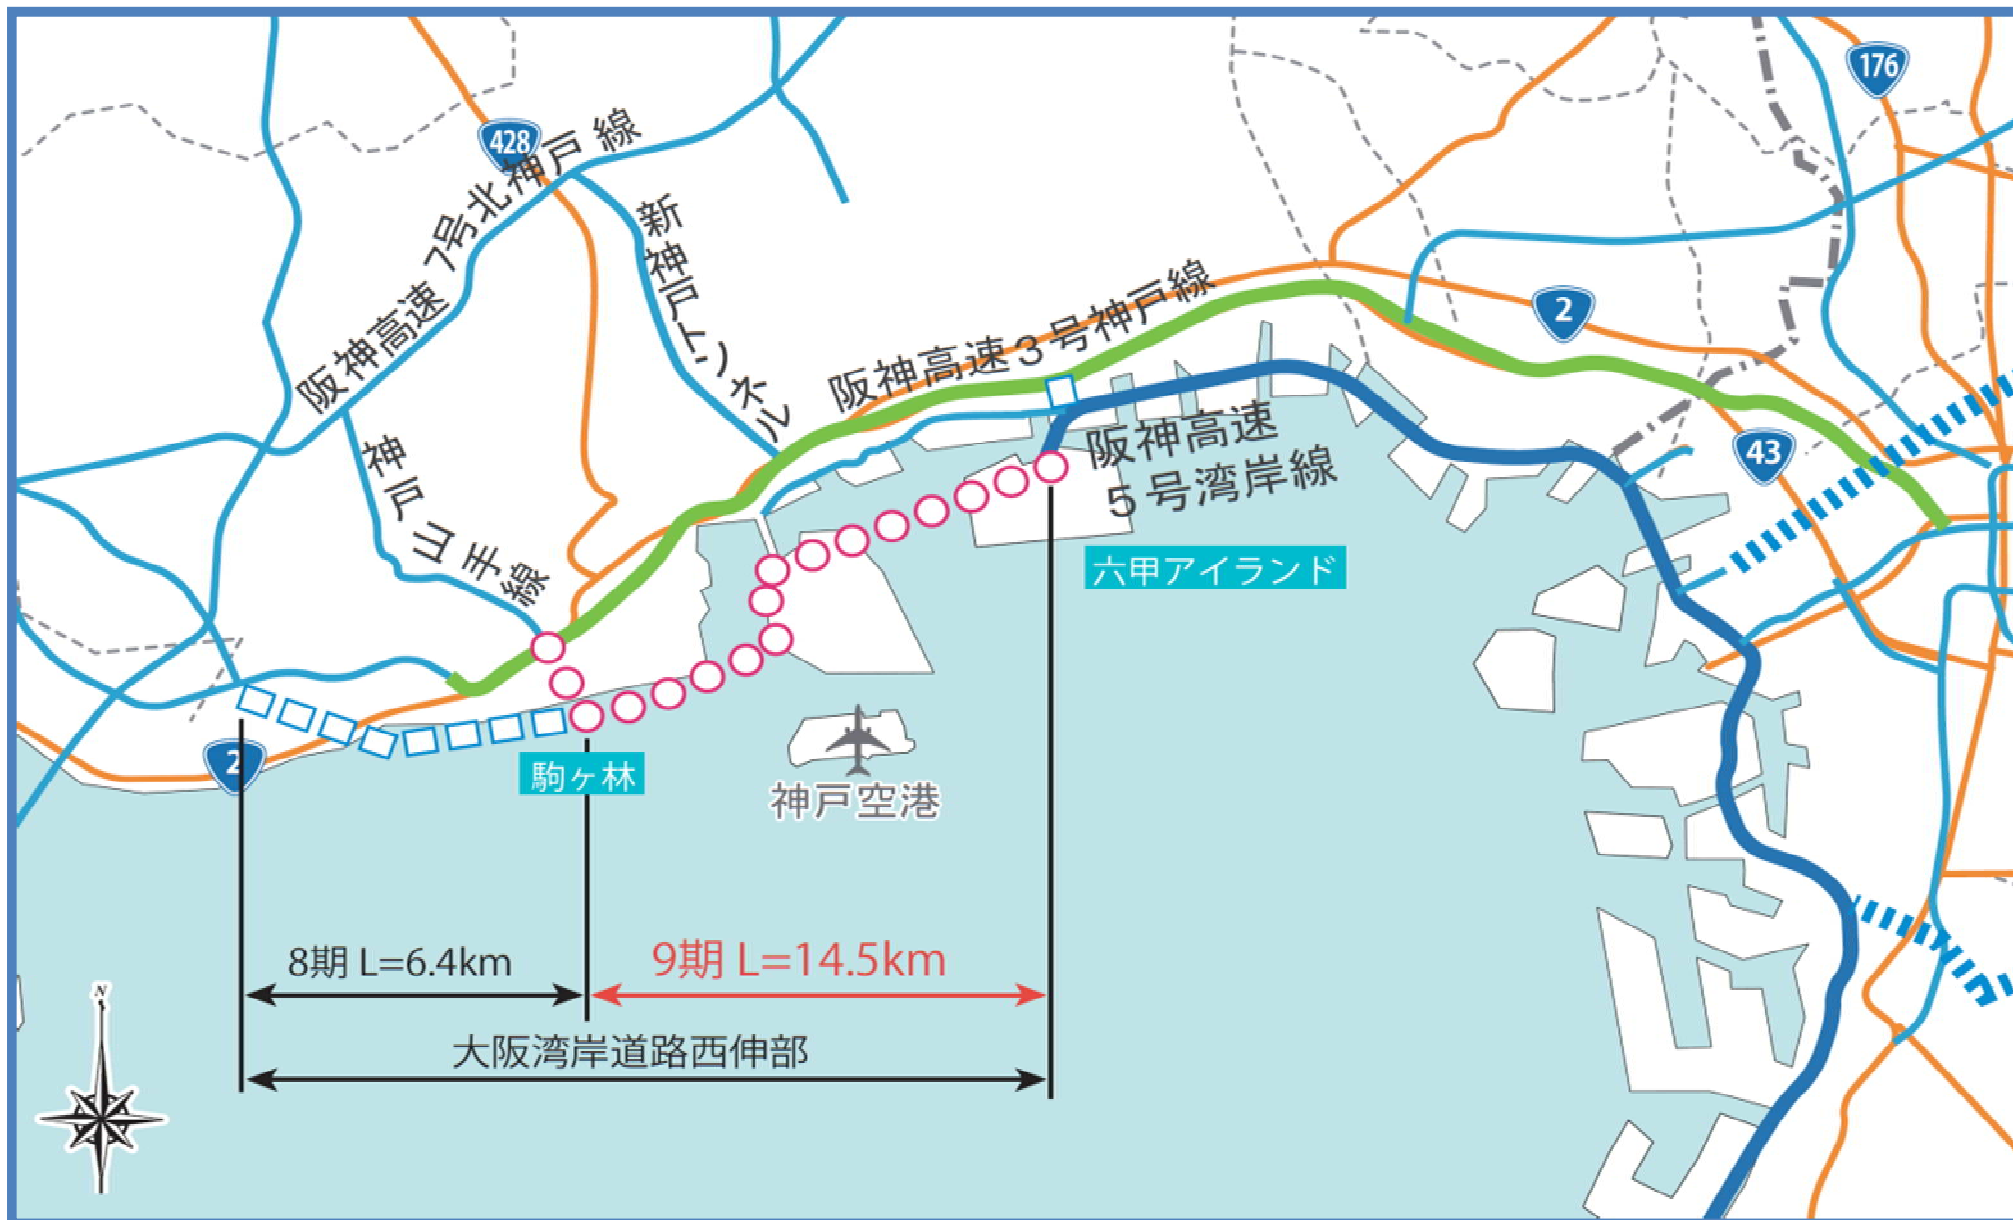 176
428
阪神高速 7号北神戸線
新神戸トンネル
阪神高速3号神戸線
2
神戸山手線
阪神高速
5号湾岸線
43
六甲アイランド
2
駒ヶ林
神戸空港
8期 L=6.4km
9期 L=14.5km
大阪湾岸道路西伸部
N